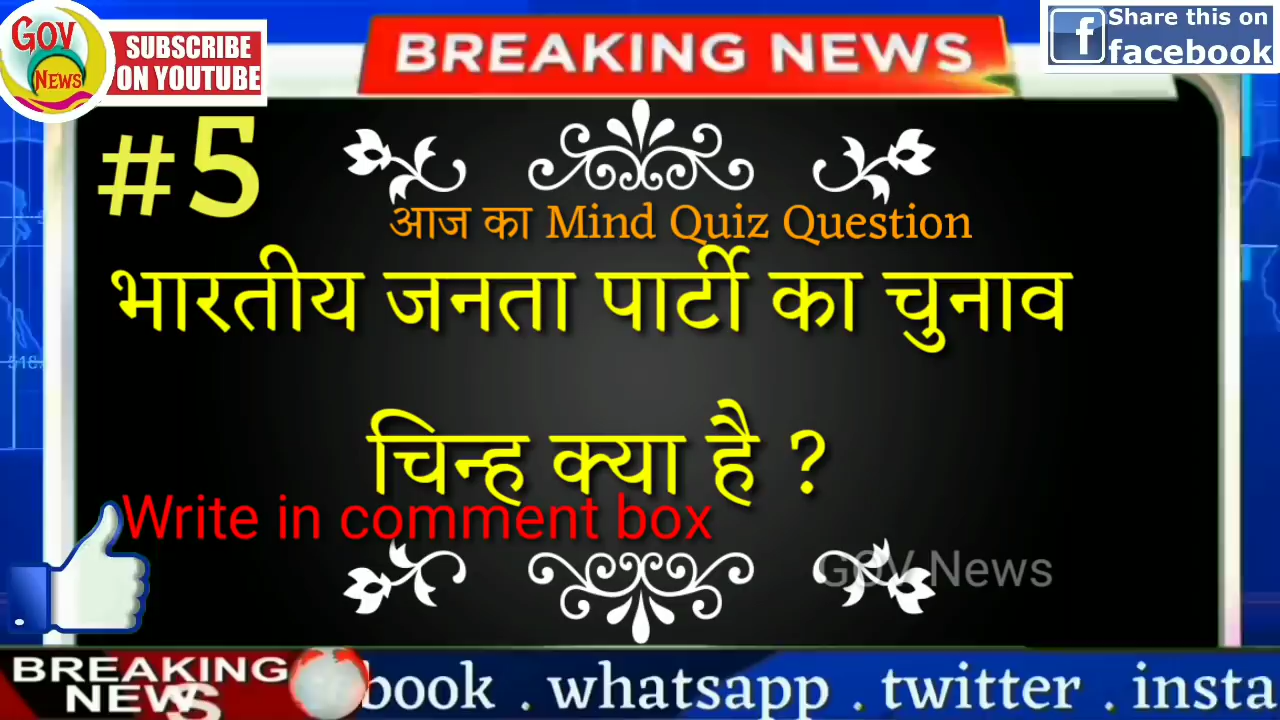 GOV
NEWS
SUBSCRIBE
ON YOUTUBE
BREAKING NEWS
Share this on
facebook
#5
आज का Mind Quiz Question
भारतीय जनता पार्टी का चुनाव
518.
चिन्ह क्या है ?
Write in comment box
GOV News
BREAKING
NEWS
book . whatsapp . twitter . insta